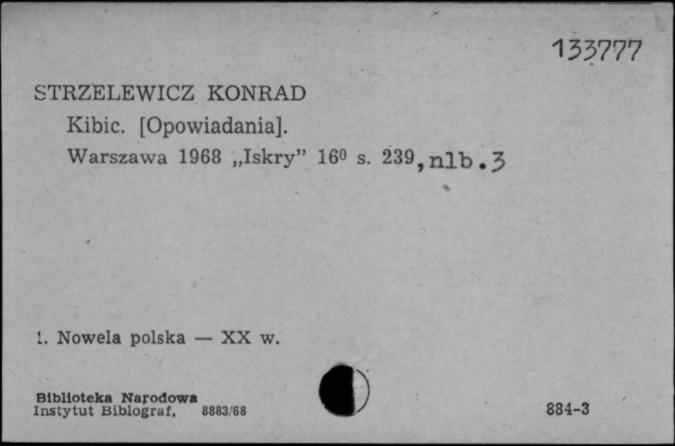 133777
STRZELEWICZ KONRAD
Kibic. [Opowiadania].
Warszawa 1968 „Iskry” 16⁰ s. 239, nlb. 3
1. Nowela polska — XX w.
Biblioteka Narodowa
Instytut Biblograf. 8883/68
884-3